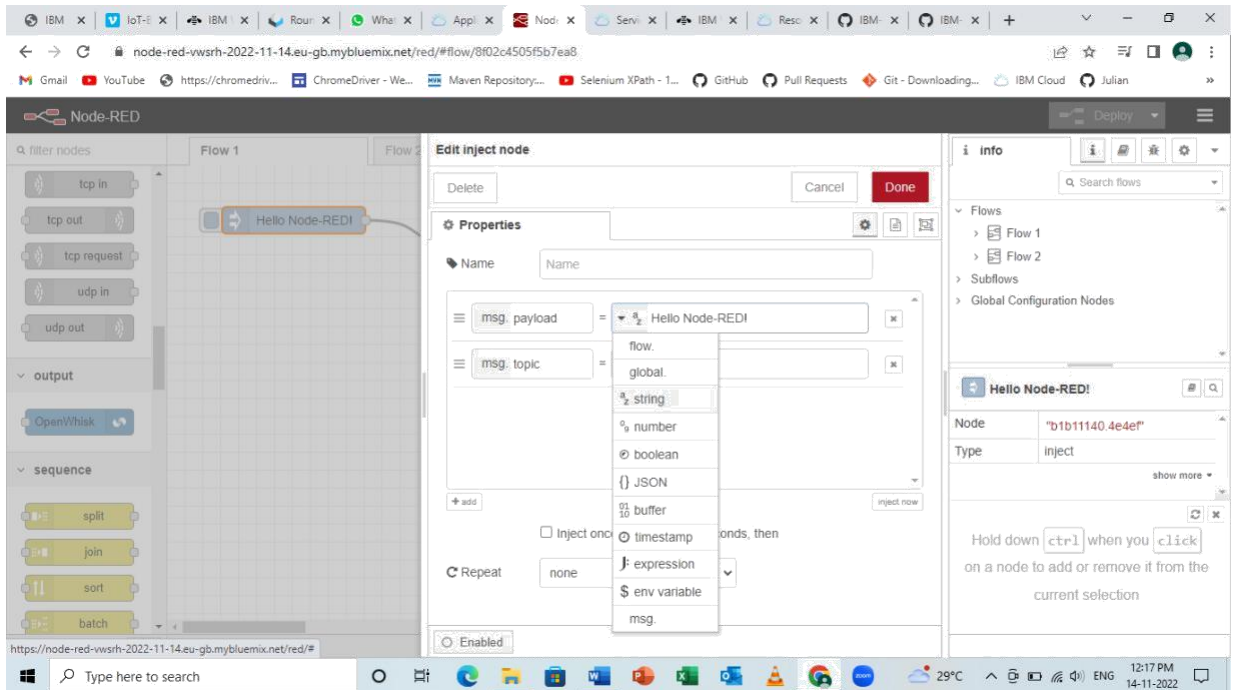 IBM
IoT-E
IBM
Roun
What
Appli
Node
Servi
IBM
Reso
IBM-
IBM-
node-red-vwsrh-2022-11-14.eu-gb.mybluemix.net/red/#flow/8f02c4505f5b7ea8
Gmail YouTube https://chromedriv... ChromeDriver - We... Maven Repository:... Selenium XPath - 1... GitHub Pull Requests Git - Downloading... IBM Cloud Julian »
Node-RED Deploy
filter nodes
tcp in
tcp out
tcp request
udp in
udp out
output
OpenWhisk
sequence
split
join
sort
batch
Flow 1 Flow 2
Hello Node-RED!
Edit inject node
Delete Cancel Done
Properties
Name Name
msg. payload = az Hello Node-RED!
msg. topic =
flow.
global.
az string
09 number
boolean
{} JSON
01 10 buffer
timestamp
J: expression
$ env variable
msg.
+ add inject now
Inject once onds, then
Repeat none
Enabled
i info i
Search flows
Flows
Flow 1
Flow 2
Subflows
Global Configuration Nodes
Hello Node-RED!
Node "b1b11140.4e4ef"
Type inject
show more
Hold down ctrl when you click
on a node to add or remove it from the
current selection
https://node-red-vwsrh-2022-11-14.eu-gb.mybluemix.net/red/#
Type here to search zoom 29°C ENG 12:17 PM
14-11-2022